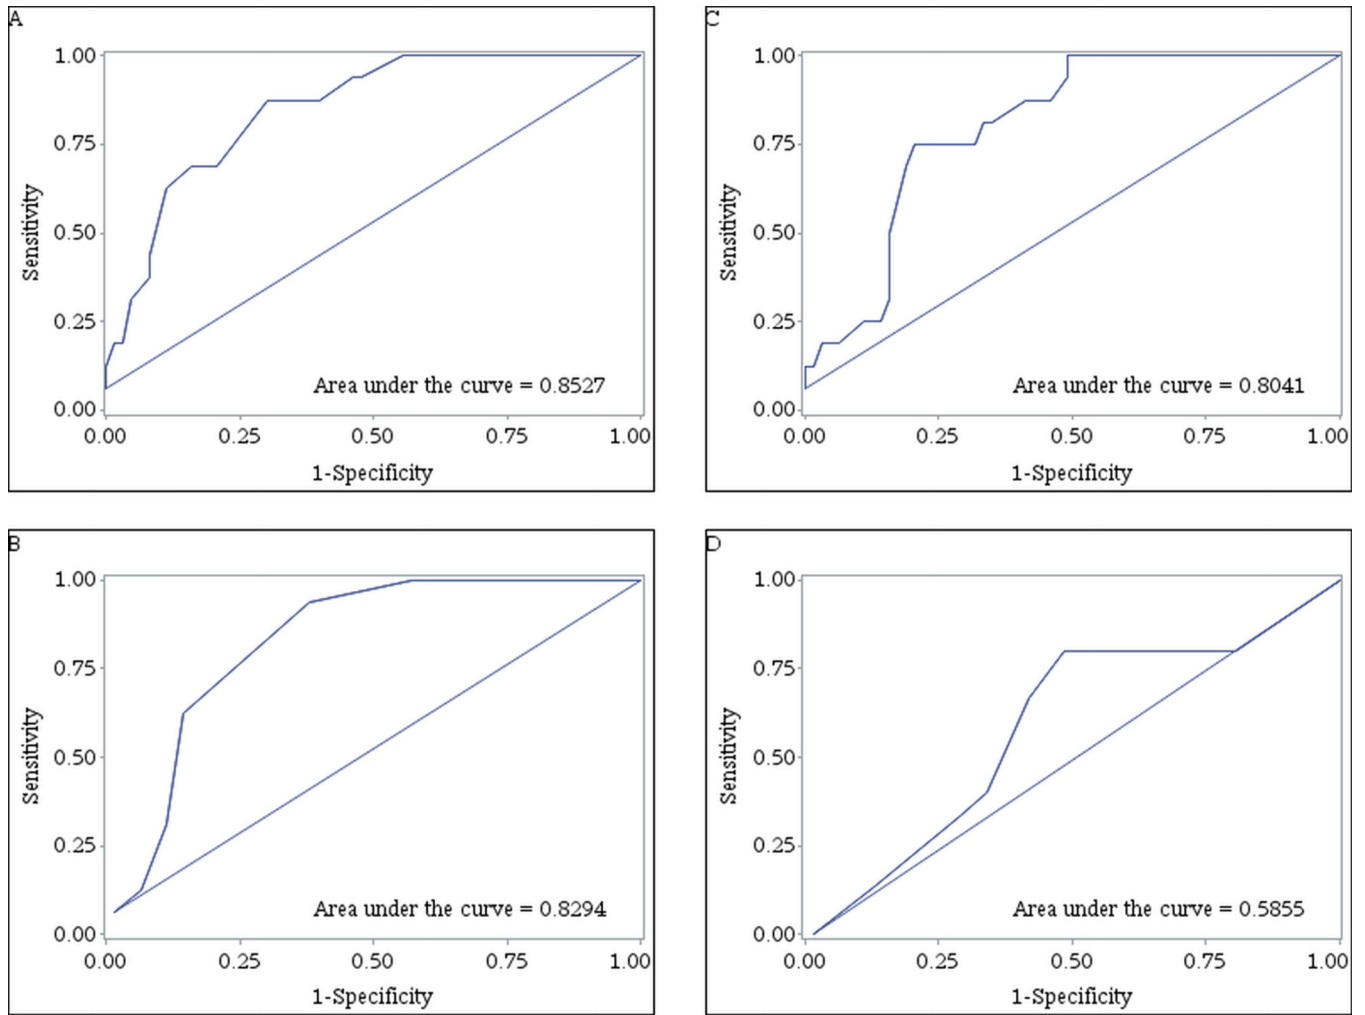 A
1.00
0.75
0.50
0.25
0.00
Sensitivity
Area under the curve = 0.8527
0.00 0.25 0.50 0.75 1.00
1-Specificity
C
1.00
0.75
0.50
0.25
0.00
Sensitivity
Area under the curve = 0.8041
0.00 0.25 0.50 0.75 1.00
1-Specificity
B
1.00
0.75
0.50
0.25
0.00
Sensitivity
Area under the curve = 0.8294
0.00 0.25 0.50 0.75 1.00
1-Specificity
D
1.00
0.75
0.50
0.25
0.00
Sensitivity
Area under the curve = 0.5855
0.00 0.25 0.50 0.75 1.00
1-Specificity